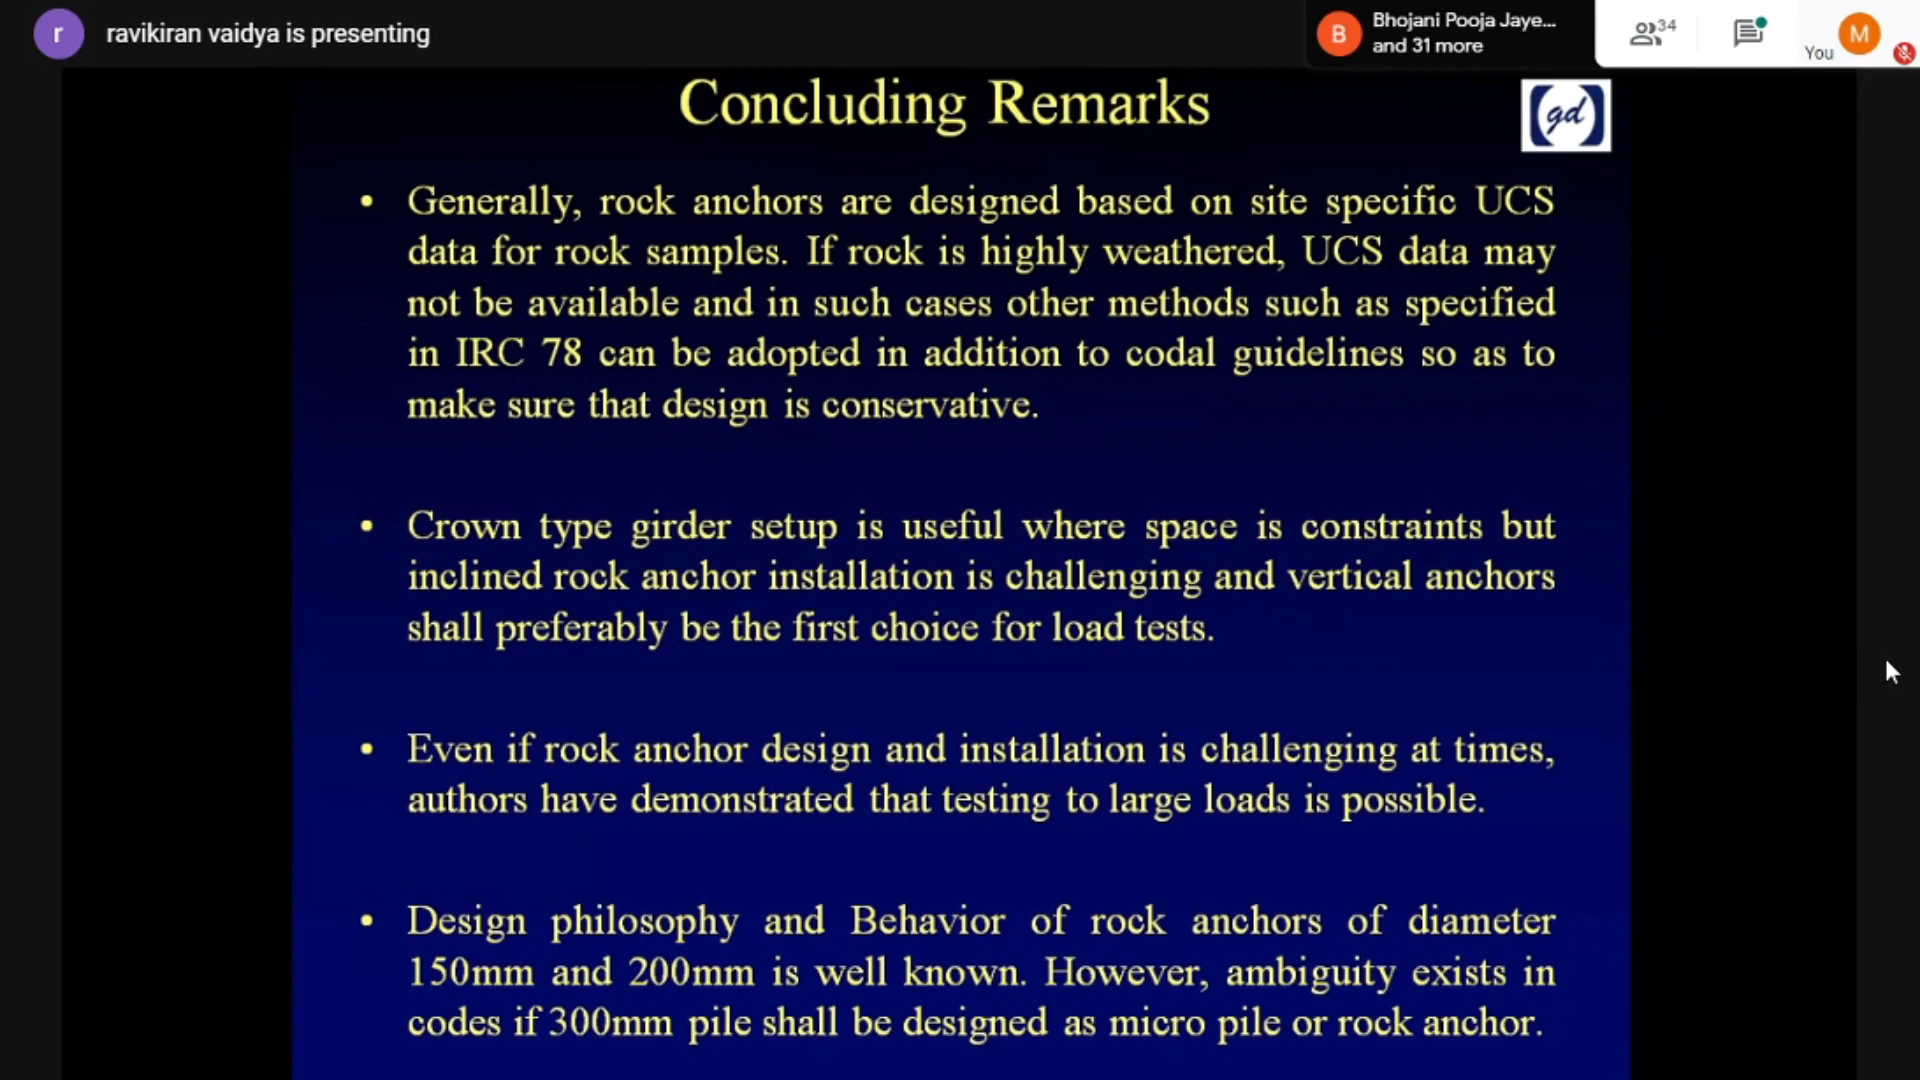 r
ravikiran vaidya is presenting
B
Bhojani Pooja Jaye...
and 31 more
34
You
M
Concluding Remarks
gd
• Generally, rock anchors are designed based on site specific UCS
data for rock samples. If rock is highly weathered, UCS data may
not be available and in such cases other methods such as specified
in IRC 78 can be adopted in addition to codal guidelines so as to
make sure that design is conservative.
• Crown type girder setup is useful where space is constraints but
inclined rock anchor installation is challenging and vertical anchors
shall preferably be the first choice for load tests.
• Even if rock anchor design and installation is challenging at times,
authors have demonstrated that testing to large loads is possible.
• Design philosophy and Behavior of rock anchors of diameter
150mm and 200mm is well known. However, ambiguity exists in
codes if 300mm pile shall be designed as micro pile or rock anchor.